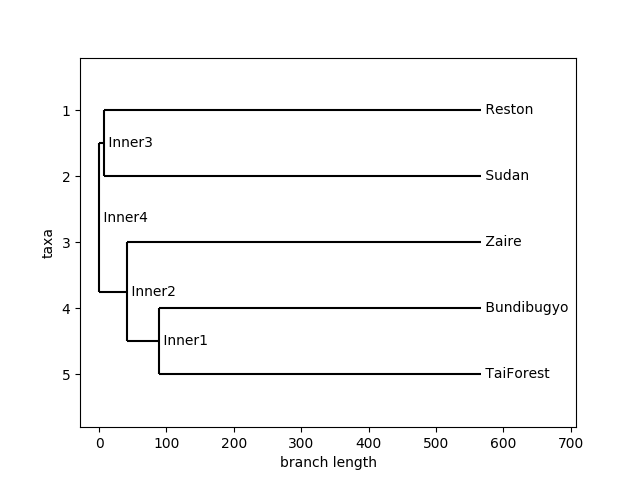 1
Reston
Inner3
2
Sudan
Inner4
taxa
3
Zaire
Inner2
4
Bundibugyo
Inner1
5
TaiForest
0 100 200 300 400 500 600 700
branch length